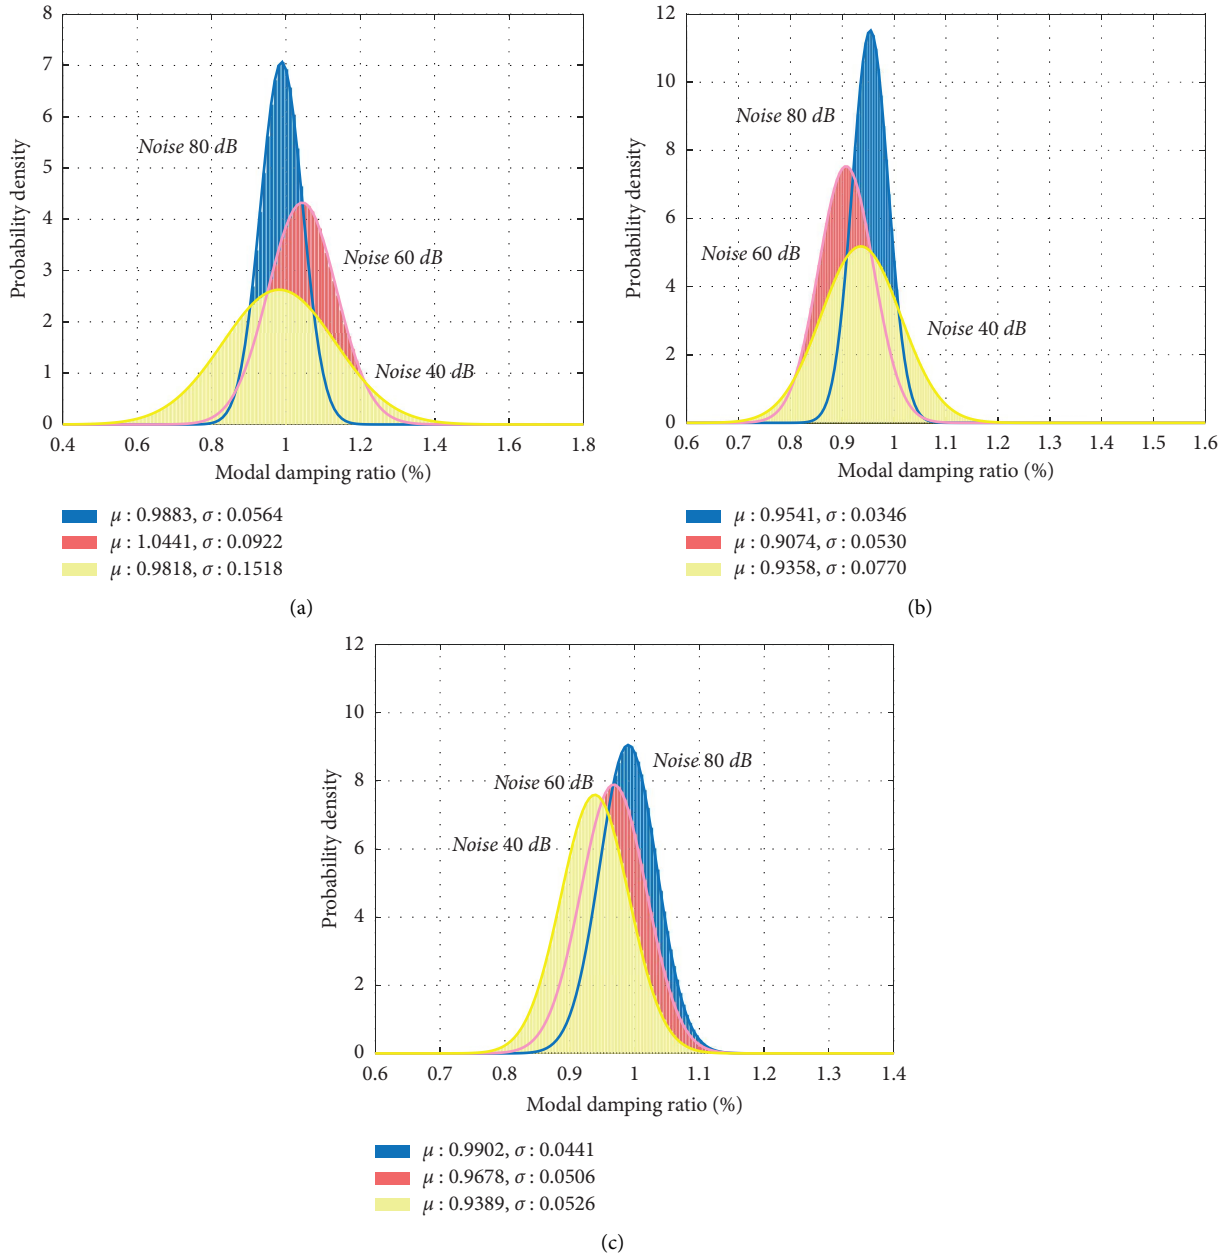 8
7
6
5
4
3
2
1
0
Probability density
Noise 80 dB
Noise 60 dB
Noise 40 dB
0.4 0.6 0.8 1 1.2 1.4 1.6 1.8
Modal damping ratio (%)
μ : 0.9883, σ : 0.0564
μ : 1.0441, σ : 0.0922
μ : 0.9818, σ : 0.1518
(a)
12
10
8
6
4
2
0
Probability density
Noise 80 dB
Noise 60 dB
Noise 40 dB
0.6 0.7 0.8 0.9 1 1.1 1.2 1.3 1.4 1.5 1.6
Modal damping ratio (%)
μ : 0.9541, σ : 0.0346
μ : 0.9074, σ : 0.0530
μ : 0.9358, σ : 0.0770
(b)
12
10
8
6
4
2
0
Probability density
Noise 80 dB
Noise 60 dB
Noise 40 dB
0.6 0.7 0.8 0.9 1 1.1 1.2 1.3 1.4
Modal damping ratio (%)
μ : 0.9902, σ : 0.0441
μ : 0.9678, σ : 0.0506
μ : 0.9389, σ : 0.0526
(c)